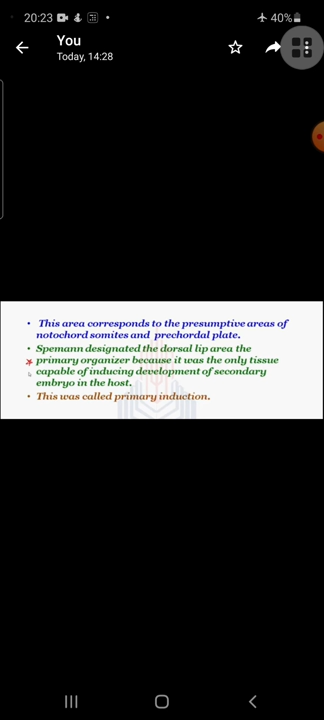 20:23
40%
You
Today, 14:28
• This area corresponds to the presumptive areas of
notochord somites and prechordal plate.
• Spemann designated the dorsal lip area the
primary organizer because it was the only tissue
capable of inducing development of secondary
embryo in the host.
• This was called primary induction.